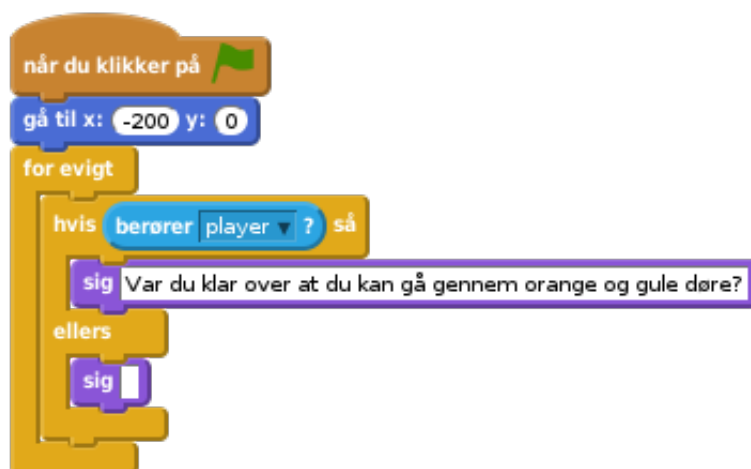 når du klikker på
gå til x: -200 y: 0
for evigt
hvis berører player ? så
sig Var du klar over at du kan gå gennem orange og gule døre?
ellers
sig